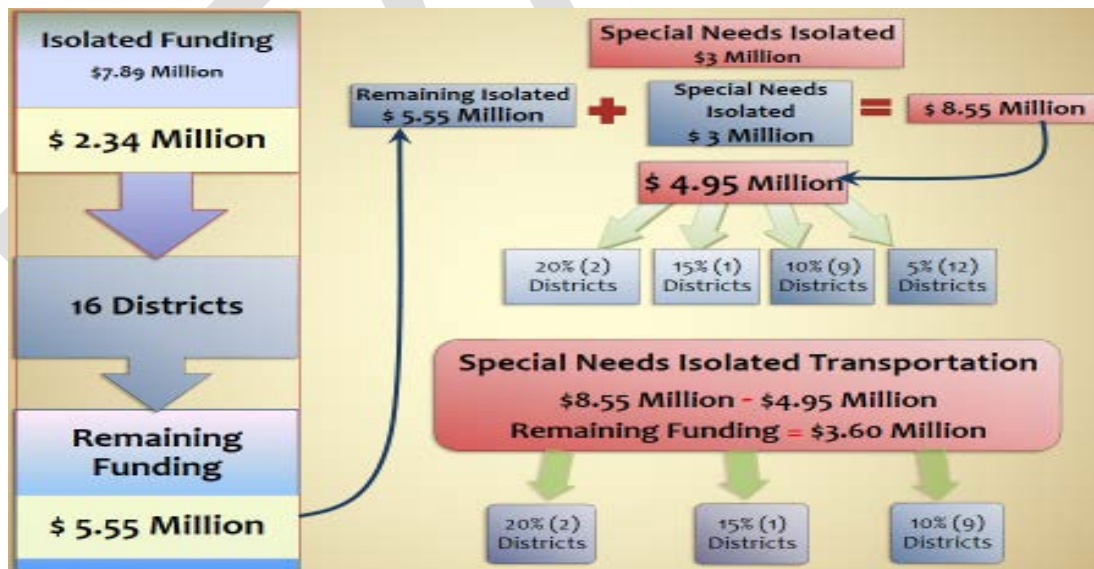 Isolated Funding
$7.89 Million
$ 2.34 Million
16 Districts
Remaining
Funding
$ 5.55 Million
Special Needs Isolated
$3 Million
Remaining Isolated
$ 5.55 Million
+
Special Needs
Isolated
$ 3 Million
=
$ 8.55 Million
$ 4.95 Million
20% (2)
Districts
15% (1)
Districts
10% (9)
Districts
5% (12)
Districts
Special Needs Isolated Transportation
$8.55 Million - $4.95 Million
Remaining Funding = $3.60 Million
20% (2)
Districts
15% (1)
Districts
10% (9)
Districts